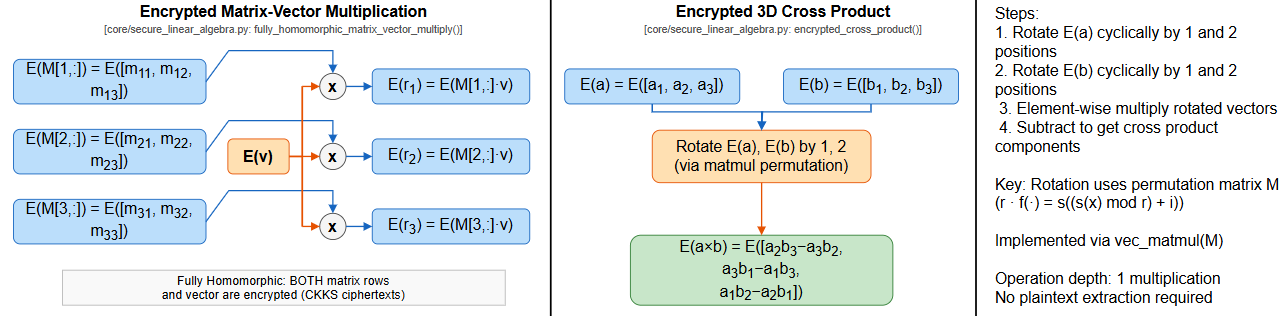 Encrypted Matrix-Vector Multiplication
[core/secure_linear_algebra.py: fully_homomorphic_matrix_vector_multiply()]
E(M[1,:]) = E([m₁₁, m₁₂,
m₁₃])
x
E(r₁) = E(M[1,:]·v)
E(M[2,:]) = E([m₂₁, m₂₂,
m₂₃])
E(v)
x
E(r₂) = E(M[2,:]·v)
E(M[3,:]) = E([m₃₁, m₃₂,
m₃₃])
x
E(r₃) = E(M[3,:]·v)
Fully Homomorphic: BOTH matrix rows
and vector are encrypted (CKKS ciphertexts)
Encrypted 3D Cross Product
[core/secure_linear_algebra.py: encrypted_cross_product()]
E(a) = E([a₁, a₂, a₃])
E(b) = E([b₁, b₂, b₃])
Rotate E(a), E(b) by 1, 2
(via matmul permutation)
E(a×b) = E([a₂b₃−a₃b₂,
a₃b₁−a₁b₃,
a₁b₂−a₂b₁])
Steps:
1. Rotate E(a) cyclically by 1 and 2
positions
2. Rotate E(b) cyclically by 1 and 2
positions
3. Element-wise multiply rotated vectors
4. Subtract to get cross product
components
Key: Rotation uses permutation matrix M
(r · f(·) = s((s(x) mod r) + i))
Implemented via vec_matmul(M)
Operation depth: 1 multiplication
No plaintext extraction required